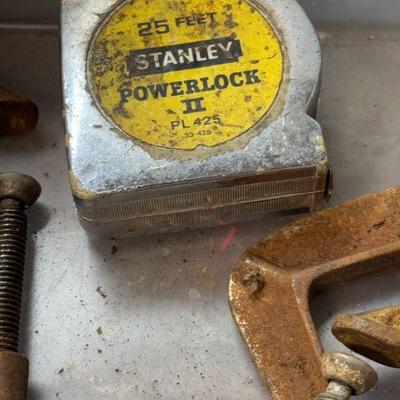 25 FEET
STANLEY
POWERLOCK
II
PL 425
33-425